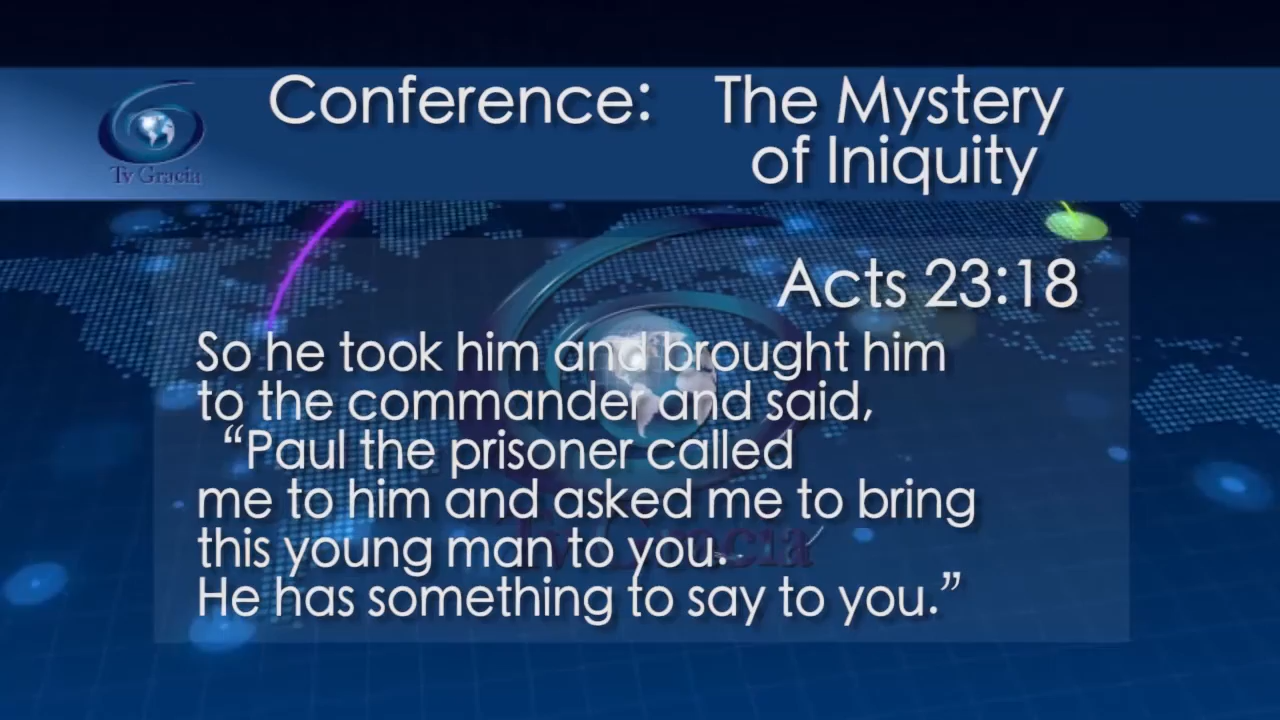 Conference: The Mystery
of Iniquity
Tv Gracia
Acts 23:18
So he took him and brought him
to the commander and said,
“Paul the prisoner called
me to him and asked me to bring
this young man to you.
He has something to say to you.”
Tv Gracia